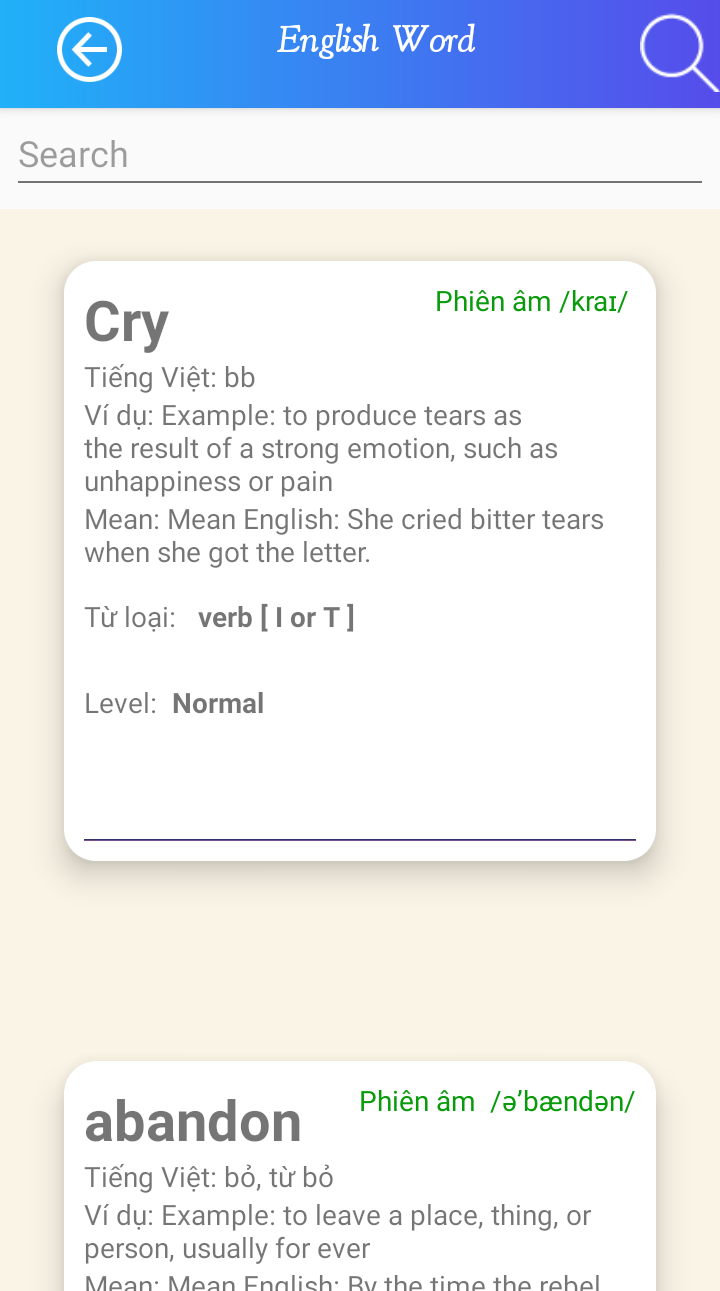 English Word
Search
Cry
Phiên âm /kraɪ/
Tiếng Việt: bb
Ví dụ: Example: to produce tears as
the result of a strong emotion, such as
unhappiness or pain
Mean: Mean English: She cried bitter tears
when she got the letter.
Từ loại: verb [ I or T ]
Level: Normal
abandon
Phiên âm /ə’bændən/
Tiếng Việt: bỏ, từ bỏ
Ví dụ: Example: to leave a place, thing, or
person, usually for ever
Mean: Mean English: By the time the rebel